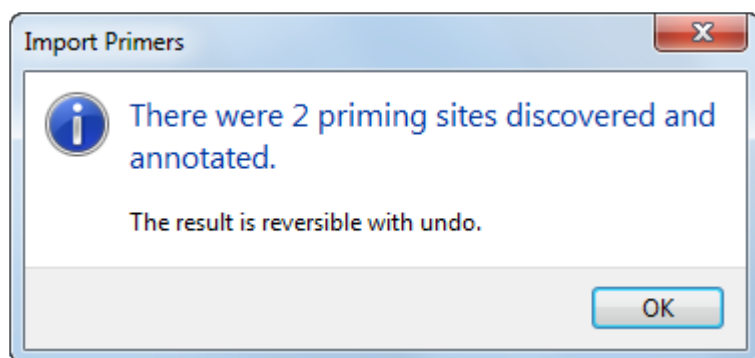 Import Primers
There were 2 priming sites discovered and
annotated.
The result is reversible with undo.
OK